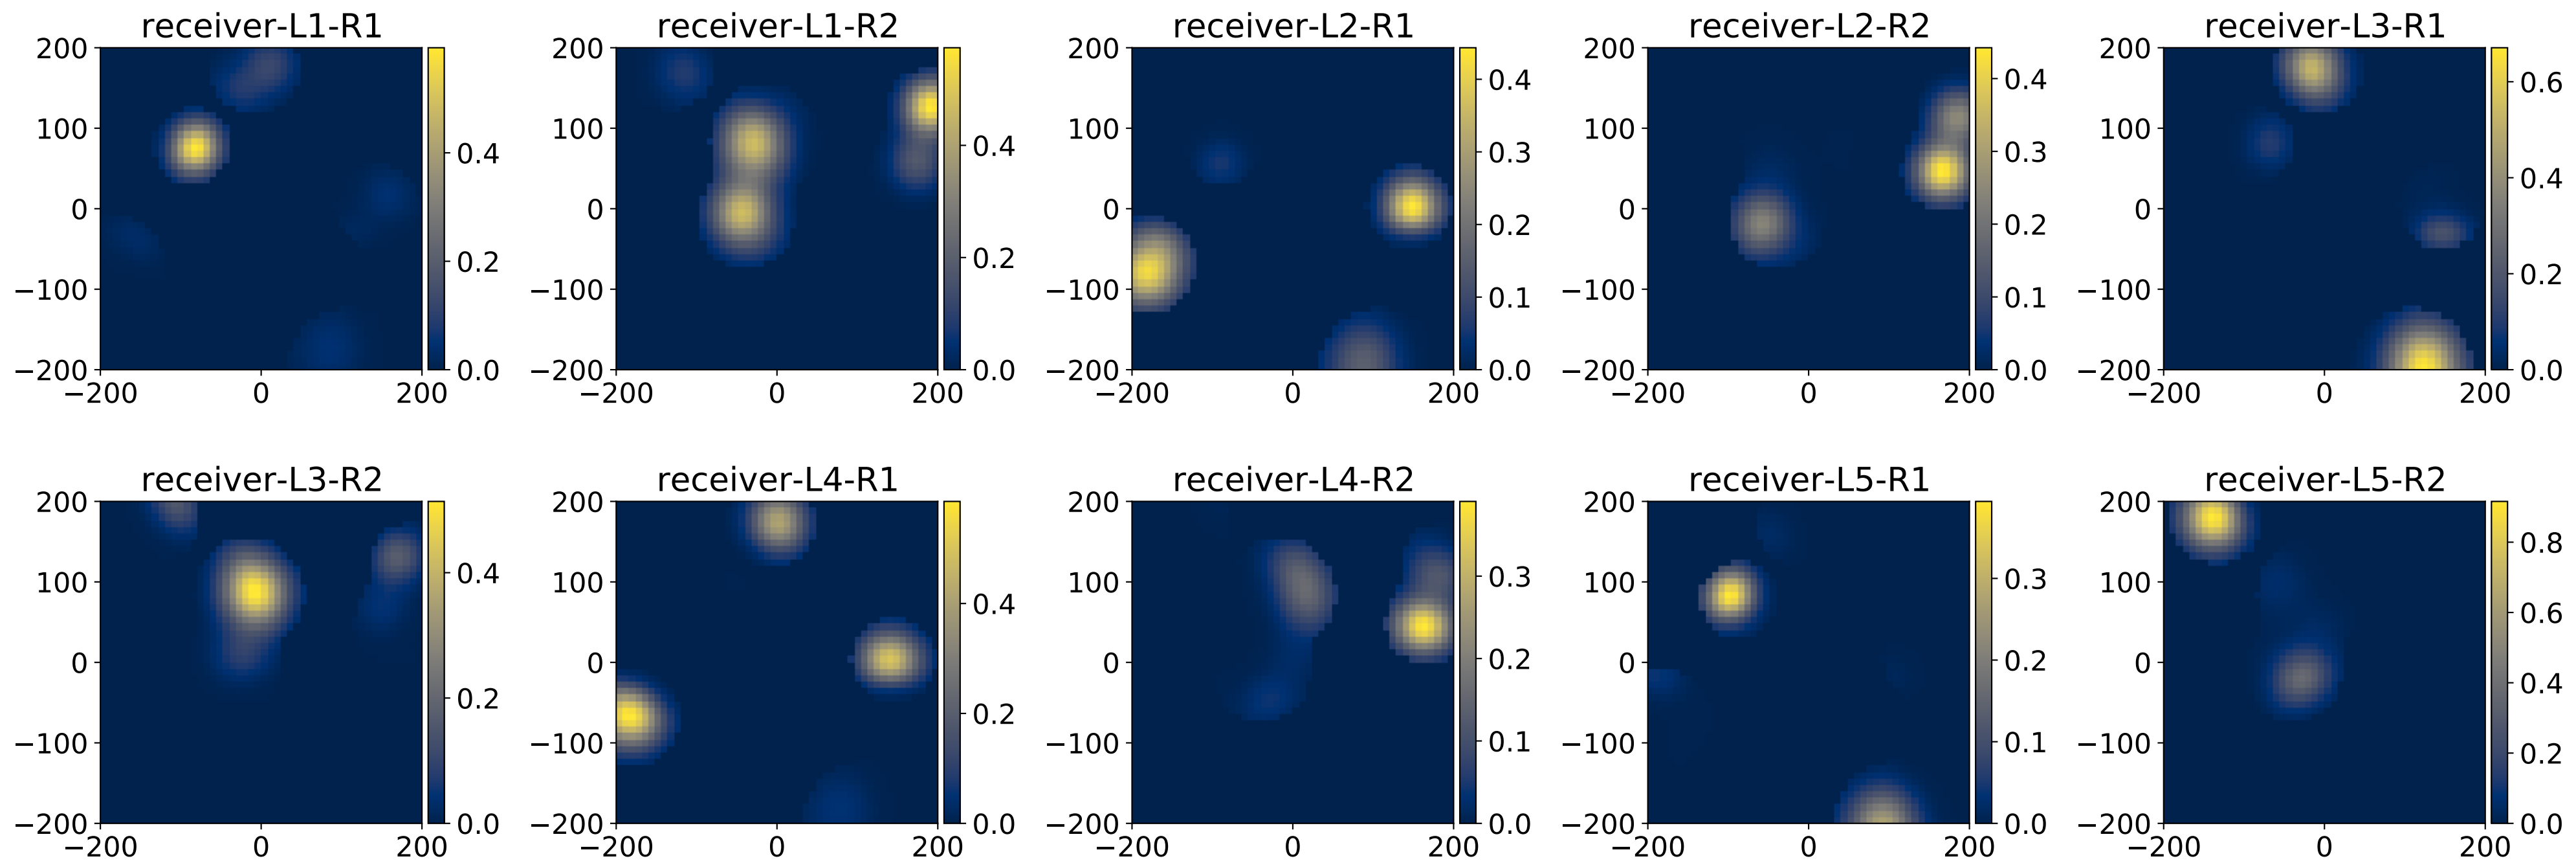 receiver-L1-R1 receiver-L1-R2 receiver-L2-R1 receiver-L2-R2 receiver-L3-R1
200 200 200 200 200
100 100 100 100 100
0 0 0 0 0
−100 −100 −100 −100 −100
−200 −200 −200 −200 −200
−200 0 200 −200 0 200 −200 0 200 −200 0 200 −200 0 200
0.4 0.2 0.0
0.4 0.2 0.0
0.4 0.3 0.2 0.1 0.0
0.4 0.3 0.2 0.1 0.0
0.6 0.4 0.2 0.0
receiver-L3-R2 receiver-L4-R1 receiver-L4-R2 receiver-L5-R1 receiver-L5-R2
200 200 200 200 200
100 100 100 100 100
0 0 0 0 0
−100 −100 −100 −100 −100
−200 −200 −200 −200 −200
−200 0 200 −200 0 200 −200 0 200 −200 0 200 −200 0 200
0.4 0.2 0.0
0.4 0.2 0.0
0.3 0.2 0.1 0.0
0.3 0.2 0.1 0.0
0.8 0.6 0.4 0.2 0.0